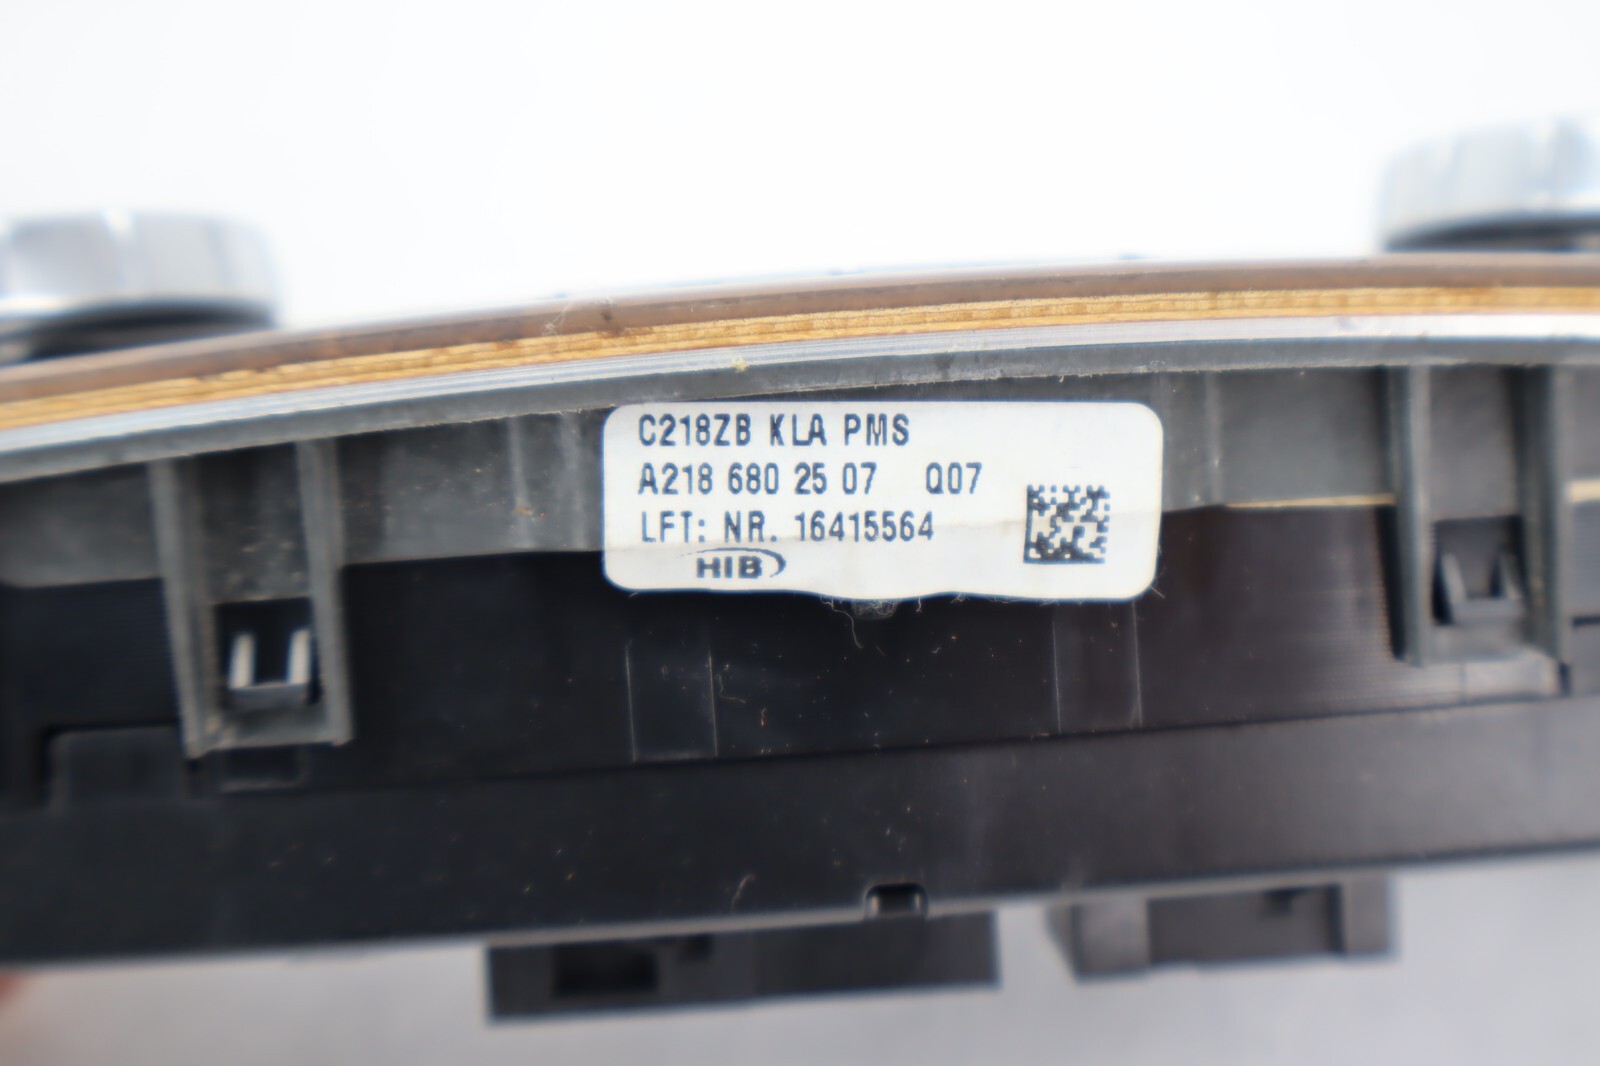 C218ZB KLA PMS
A218 680 25 07 Q07
LFT: NR. 16415564
HIB